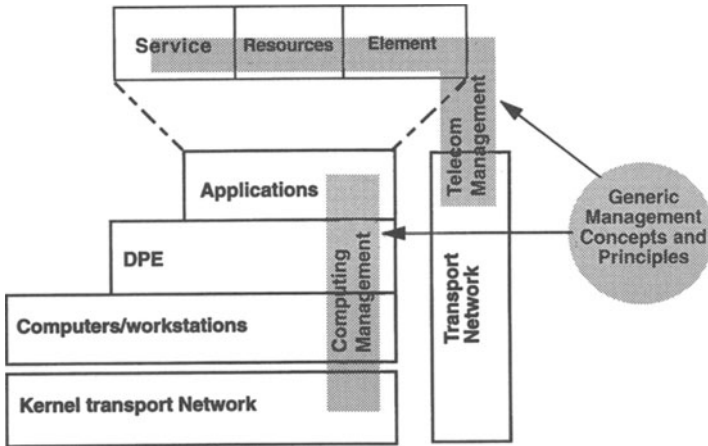 Service
Resources
Element
Telecom
Management
Applications
Generic
Management
Concepts and
Principles
DPE
Computing
Management
Transport
Network
Computers/workstations
Kernel transport Network